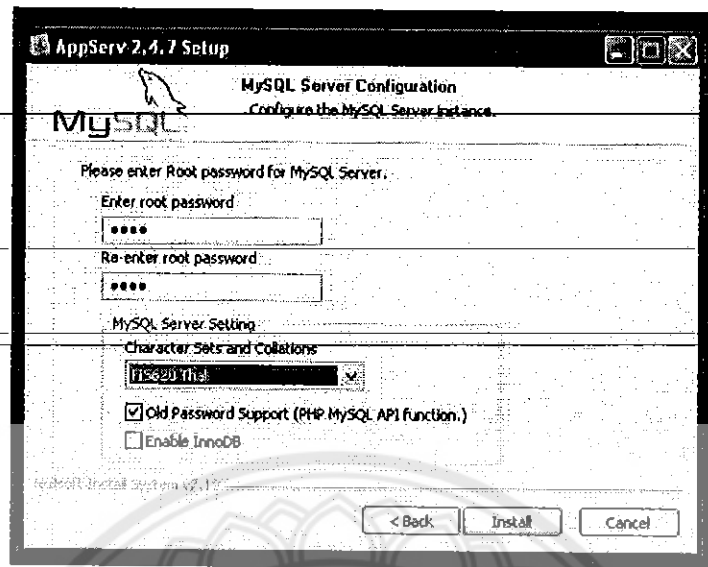 AppServ 2.4.7 Setup
MySQL Server Configuration
Configure the MySQL Server instance.
MySQL
Please enter Root password for MySQL Server.
Enter root password
••••
Re-enter root password
••••
MySQL Server Setting
Character Sets and Collations
TIS620 Thai
Old Password Support (PHP MySQL API function.)
Enable InnoDB
< Back
Install
Cancel